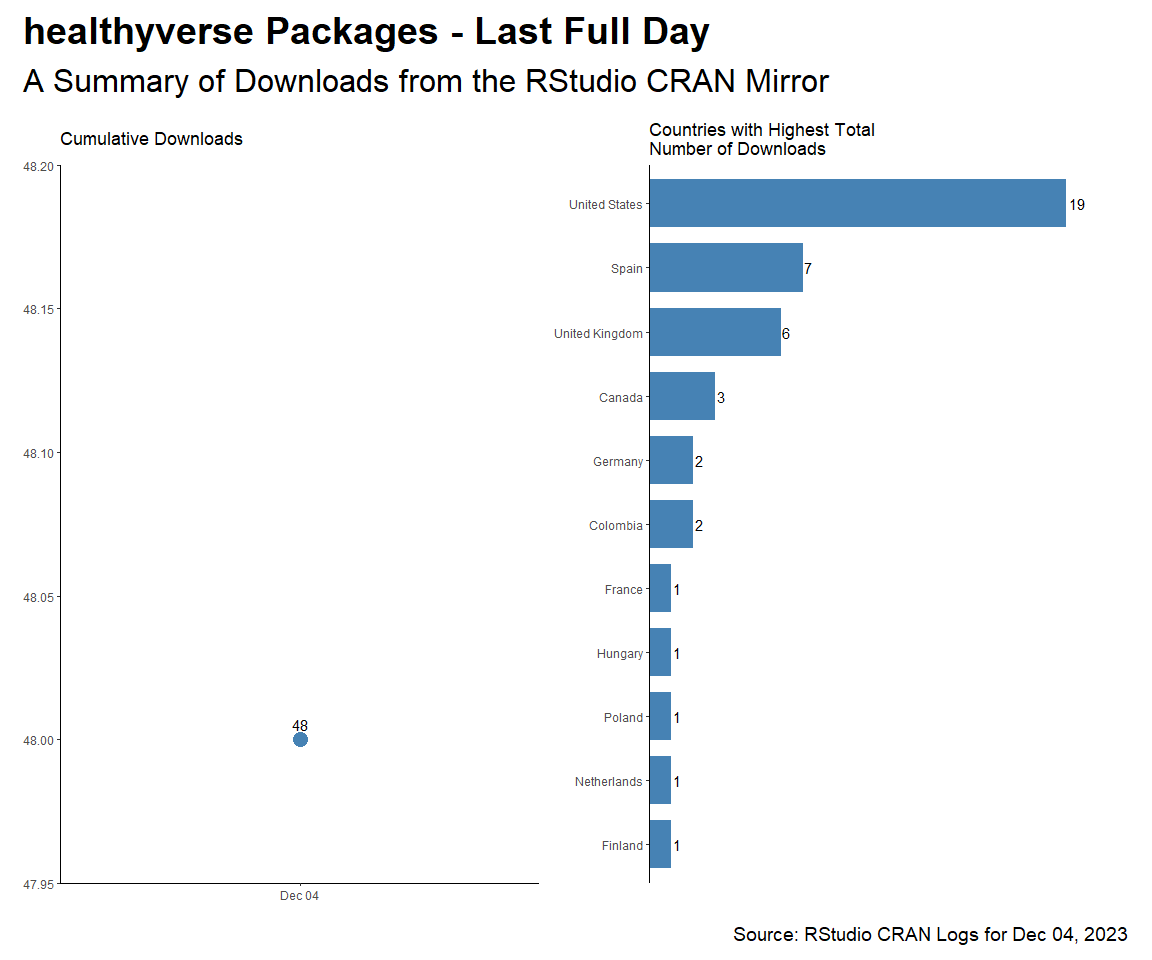 healthyverse Packages - Last Full Day
A Summary of Downloads from the RStudio CRAN Mirror
Cumulative Downloads
48.20
48.15
48.10
48.05
48.00
47.95
48
Dec 04
Countries with Highest Total
Number of Downloads
United States 19
Spain 7
United Kingdom 6
Canada 3
Germany 2
Colombia 2
France 1
Hungary 1
Poland 1
Netherlands 1
Finland 1
Source: RStudio CRAN Logs for Dec 04, 2023